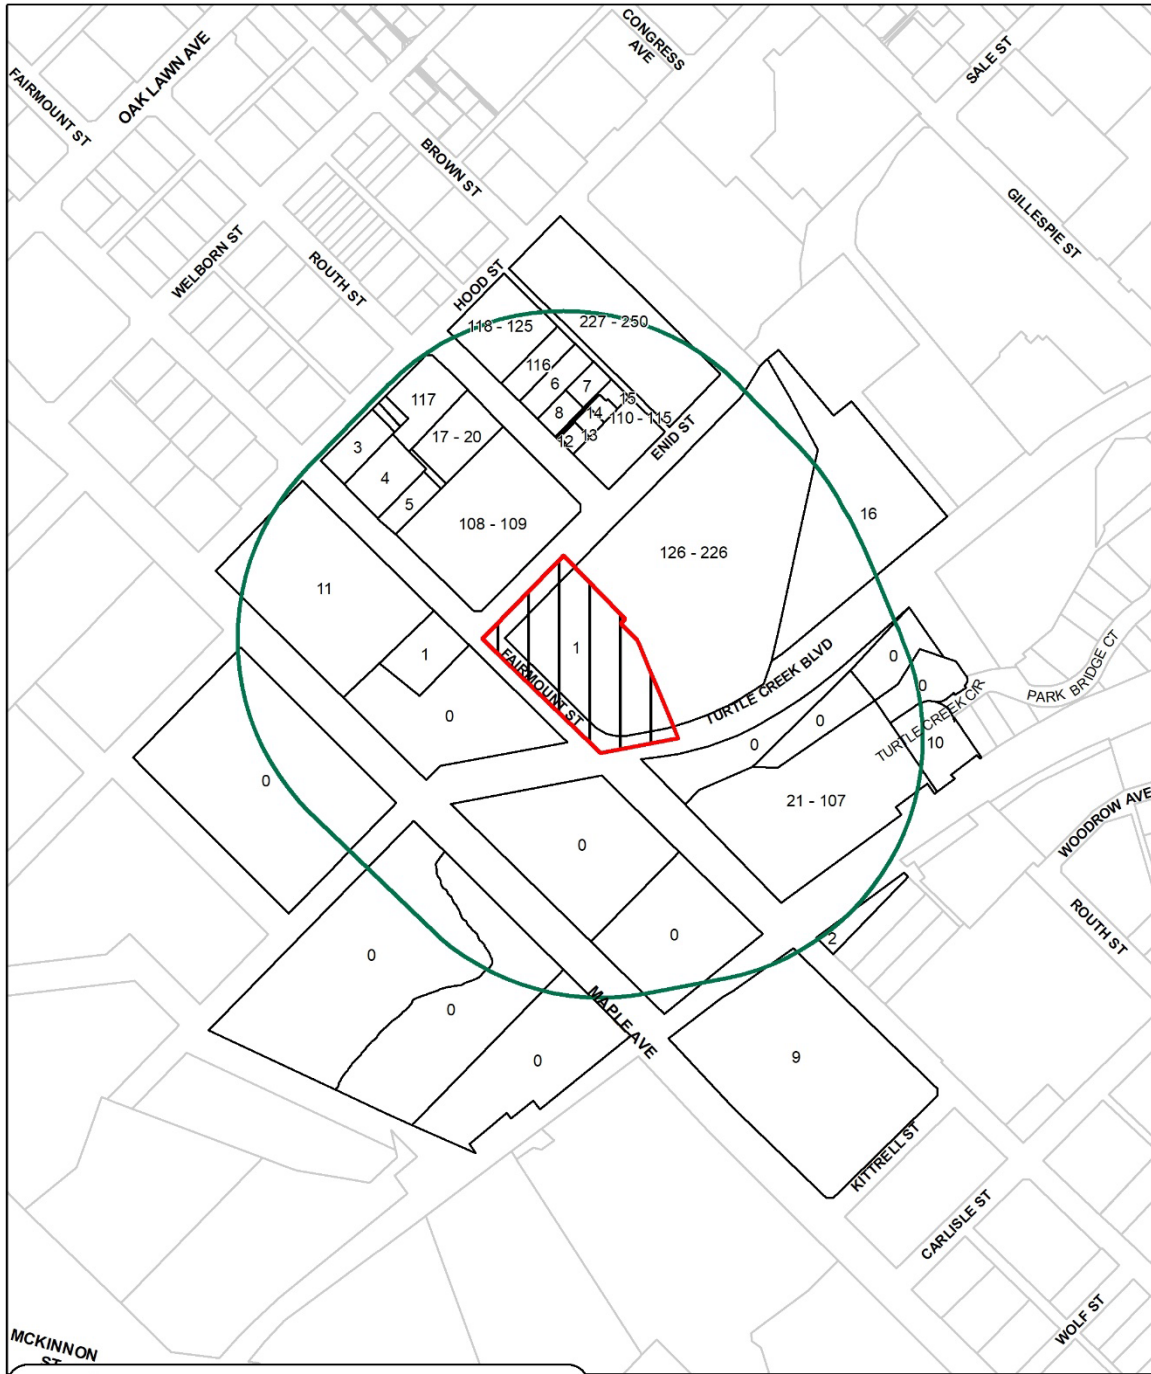 CONGRESS
AVE
OAK LAWN AVE
SALE ST
FAIRMOUNT ST
BROWN ST
GILLESPIE ST
WELBORN ST
ROUTH ST
HOOD ST
118 - 125
227 - 250
116
6
7
15
117
8
14
110 - 115
12
13
ENID ST
3
17 - 20
4
5
108 - 109
16
126 - 226
11
1
1
FAIRMOUNT ST
TURTLE CREEK BLVD
PARK BRIDGE CT
0
0
0
0
0
TURTLE CREEK CIR
10
0
21 - 107
WOODROW AVE
0
ROUTH ST
0
2
0
0
MAPLE AVE
0
9
KITTRELL ST
CARLISLE ST
WOLF ST
MCKINNON
ST